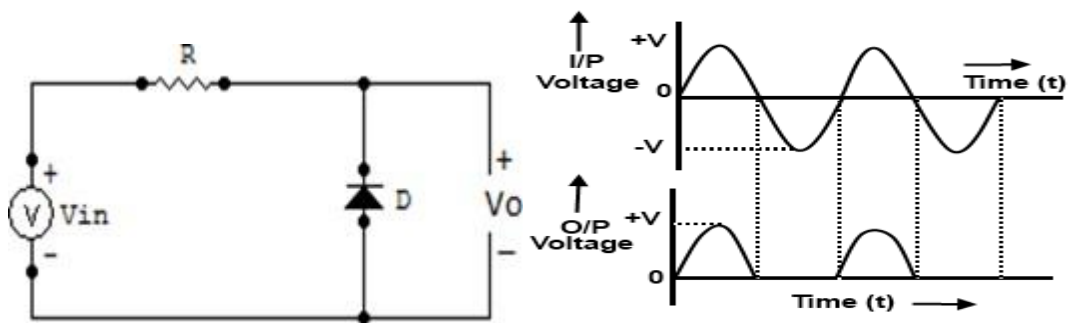 R
+
V
Vin
-
D
+
Vo
-
+V
I/P
Voltage
0
-V
Time (t)
+V
O/P
Voltage
0
Time (t)